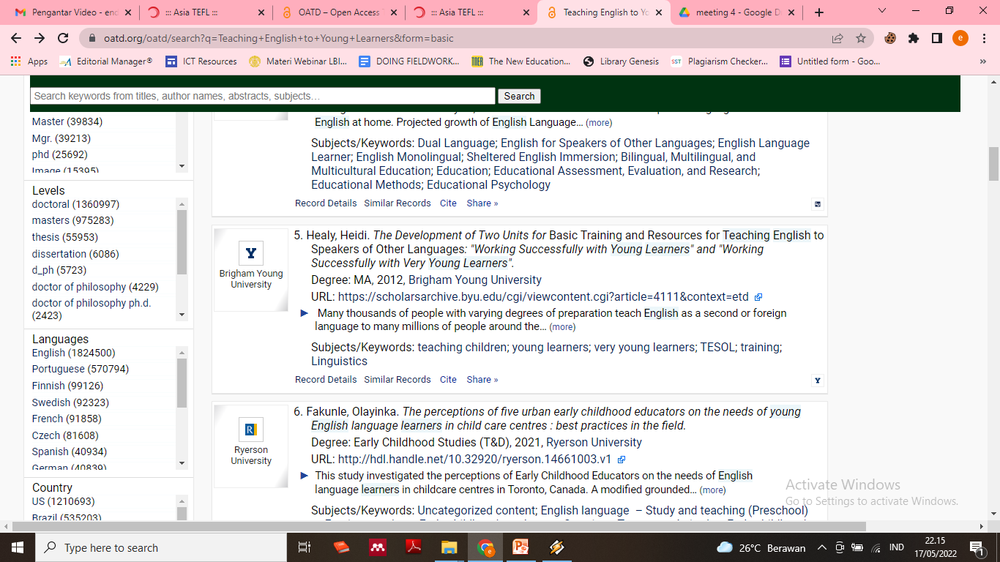 Pengantar Video - end
::: Asia TEFL :::
OATD – Open Access T
::: Asia TEFL :::
Teaching English to Yo
meeting 4 - Google D
oatd.org/oatd/search?q=Teaching+English+to+Young+Learners&form=basic
e
Apps
Editorial Manager®
ICT Resources
Materi Webinar LBI...
DOING FIELDWORK...
The New Education...
Library Genesis
Plagiarism Checker...
Untitled form - Goo...
»
Search keywords from titles, author names, abstracts, subjects…
Search
Master (39834)
Mgr. (39213)
phd (25692)
Image (15395)
Levels
doctoral (1360997)
masters (975283)
thesis (55953)
dissertation (6086)
d_ph (5723)
doctor of philosophy (4229)
doctor of philosophy ph.d.
(2423)
Languages
English (1824500)
Portuguese (570794)
Finnish (99126)
Swedish (92323)
French (91858)
Czech (81608)
Spanish (40934)
German (40839)
Country
US (1210693)
Brazil (535203)
English at home. Projected growth of English Language... (more)
Subjects/Keywords: Dual Language; English for Speakers of Other Languages; English Language
Learner; English Monolingual; Sheltered English Immersion; Bilingual, Multilingual, and
Multicultural Education; Education; Educational Assessment, Evaluation, and Research;
Educational Methods; Educational Psychology
Record Details Similar Records Cite Share »
Y
Brigham Young
University
5. Healy, Heidi. The Development of Two Units for Basic Training and Resources for Teaching English to
Speakers of Other Languages: "Working Successfully with Young Learners" and "Working
Successfully with Very Young Learners".
Degree: MA, 2012, Brigham Young University
URL: https://scholarsarchive.byu.edu/cgi/viewcontent.cgi?article=4111&context=etd
Many thousands of people with varying degrees of preparation teach English as a second or foreign
language to many millions of people around the... (more)
Subjects/Keywords: teaching children; young learners; very young learners; TESOL; training;
Linguistics
Record Details Similar Records Cite Share »
Y
R
Ryerson
University
6. Fakunle, Olayinka. The perceptions of five urban early childhood educators on the needs of young
English language learners in child care centres : best practices in the field.
Degree: Early Childhood Studies (T&D), 2021, Ryerson University
URL: http://hdl.handle.net/10.32920/ryerson.14661003.v1
This study investigated the perceptions of Early Childhood Educators on the needs of English
language learners in childcare centres in Toronto, Canada. A modified grounded... (more)
Subjects/Keywords: Uncategorized content; English language – Study and teaching (Preschool)
Activate Windows
Go to Settings to activate Windows.
Type here to search
26°C Berawan
IND
22.15
17/05/2022
1